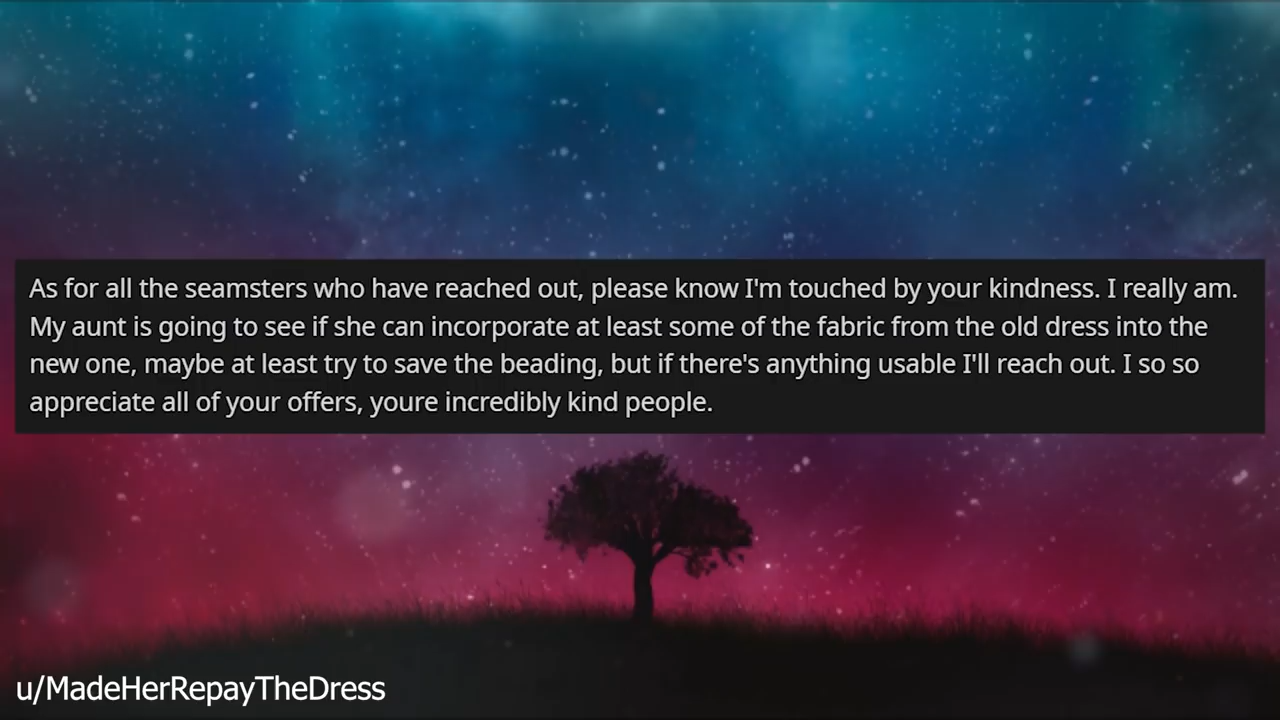 As for all the seamsters who have reached out, please know I'm touched by your kindness. I really am.
My aunt is going to see if she can incorporate at least some of the fabric from the old dress into the
new one, maybe at least try to save the beading, but if there's anything usable I'll reach out. I so so
appreciate all of your offers, youre incredibly kind people.
u/MadeHerRepayTheDress